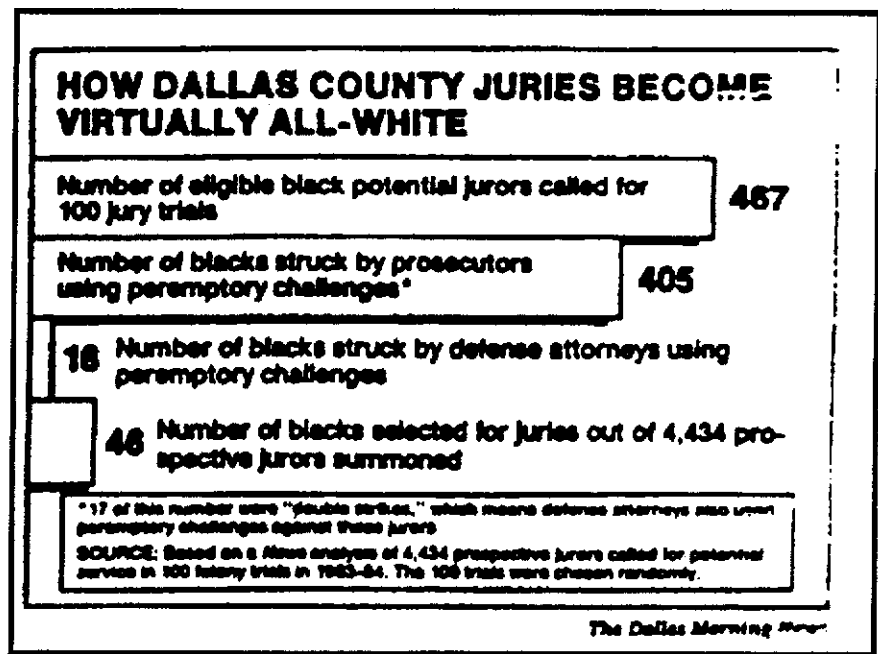 HOW DALLAS COUNTY JURIES BECOME
VIRTUALLY ALL-WHITE
Number of eligible black potential jurors called for
100 jury trials
467
Number of blacks struck by prosecutors
using peremptory challenges*
405
16 Number of blacks struck by defense attorneys using
peremptory challenges
46 Number of blacks selected for juries out of 4,434 pro-
spective jurors summoned
* 17 of this number were "double strikes," which means defense attorneys also used
peremptory challenges against these jurors
SOURCE: Based on a News analysis of 4,434 prospective jurors called for potential
service in 100 felony trials in 1983-84. The 100 trials were chosen randomly.
The Dallas Morning News